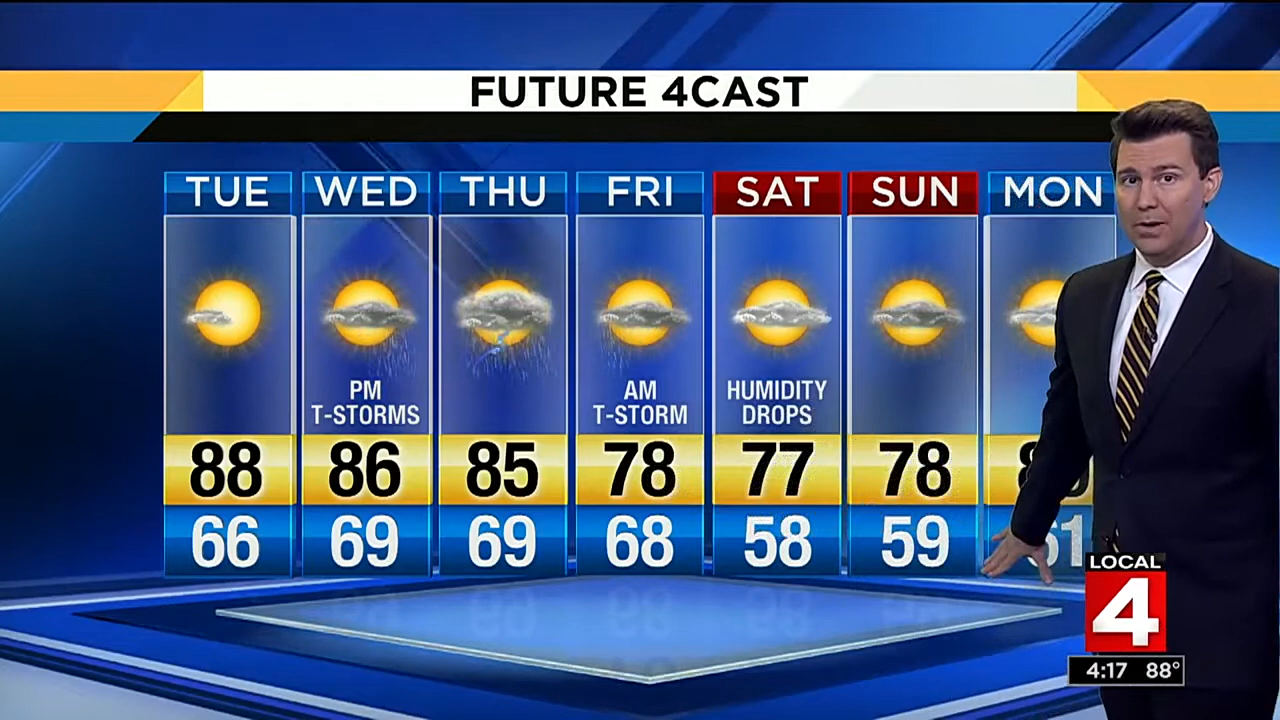 FUTURE 4CAST
TUE WED THU FRI SAT SUN MON
PM
T-STORMS
AM
T-STORM
HUMIDITY
DROPS
88 86 85 78 77 78
66 69 69 68 58 59 61
LOCAL
4
4:17 88°